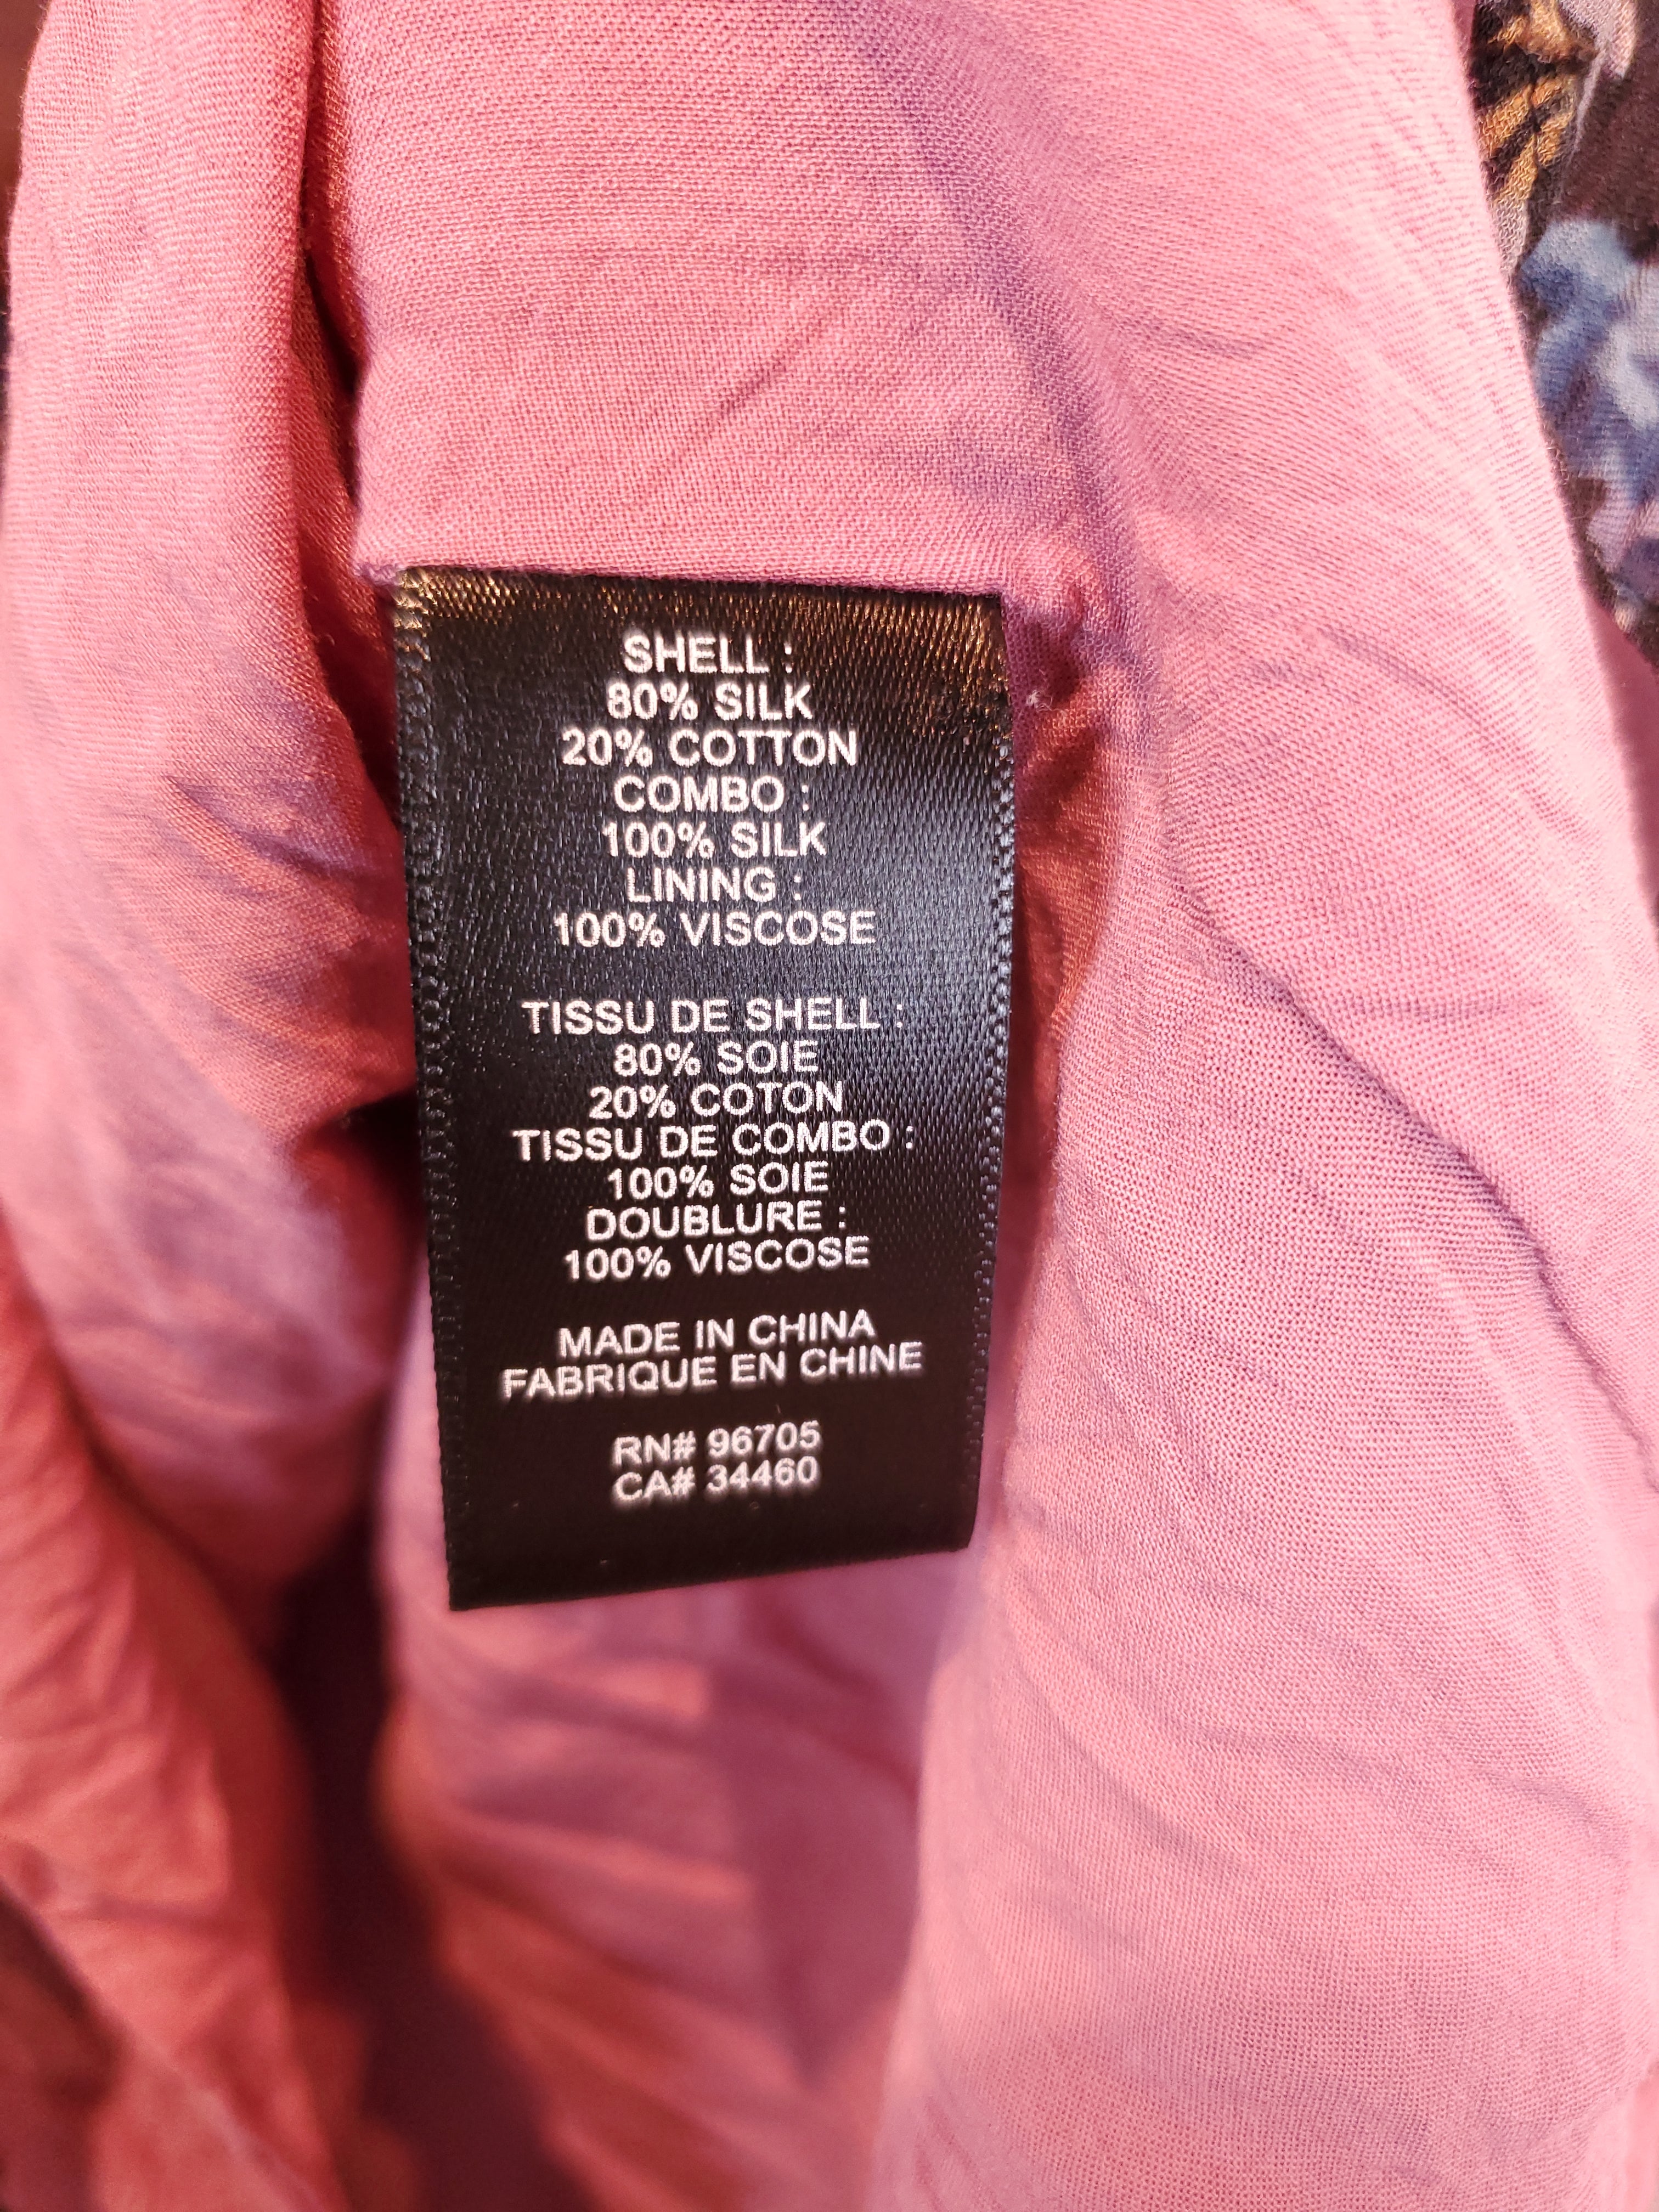 SHELL :
80% SILK
20% COTTON
COMBO :
100% SILK
LINING :
100% VISCOSE
TISSU DE SHELL :
80% SOIE
20% COTON
TISSU DE COMBO :
100% SOIE
DOUBLURE :
100% VISCOSE
MADE IN CHINA
FABRIQUE EN CHINE
RN# 96705
CA# 34460